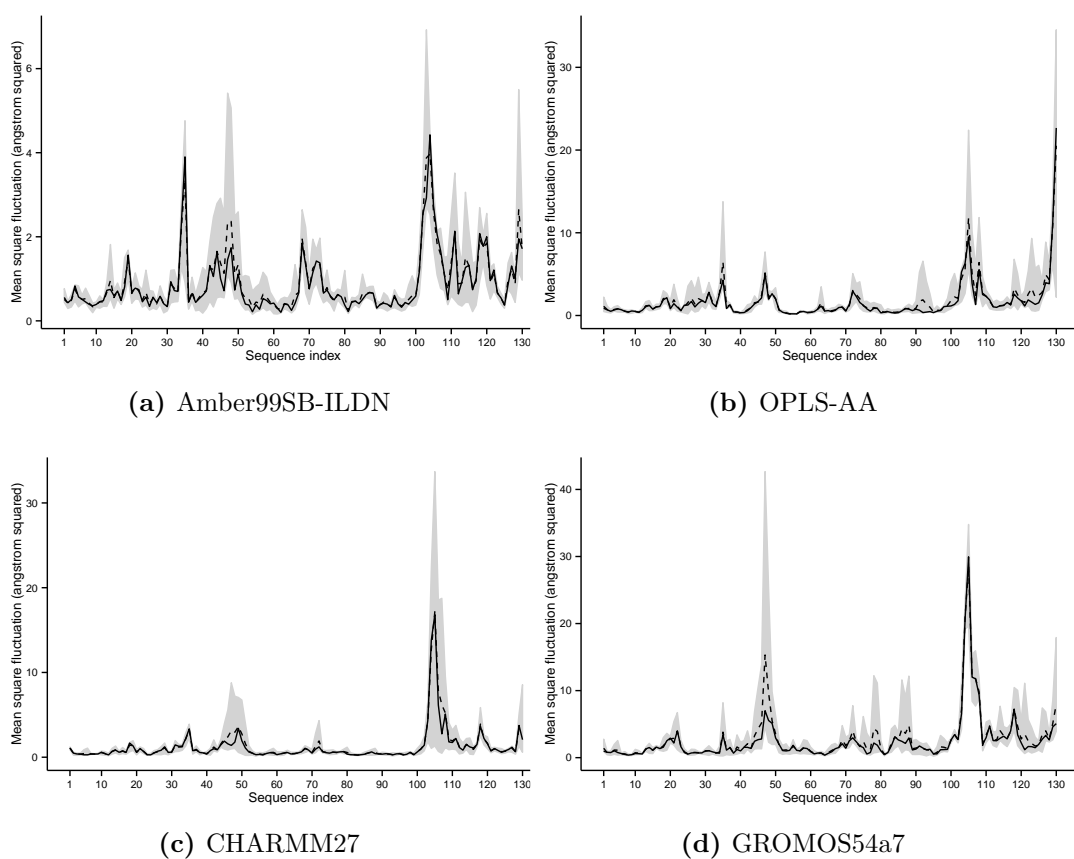 Mean square fluctuation (angstrom squared)
6
4
2
0
1 10 20 30 40 50 60 70 80 90 100 110 120 130
Sequence index
(a) Amber99SB-ILDN
Mean square fluctuation (angstrom squared)
30
20
10
0
1 10 20 30 40 50 60 70 80 90 100 110 120 130
Sequence index
(b) OPLS-AA
Mean square fluctuation (angstrom squared)
30
20
10
0
1 10 20 30 40 50 60 70 80 90 100 110 120 130
Sequence index
(c) CHARMM27
Mean square fluctuation (angstrom squared)
40
30
20
10
0
1 10 20 30 40 50 60 70 80 90 100 110 120 130
Sequence index
(d) GROMOS54a7